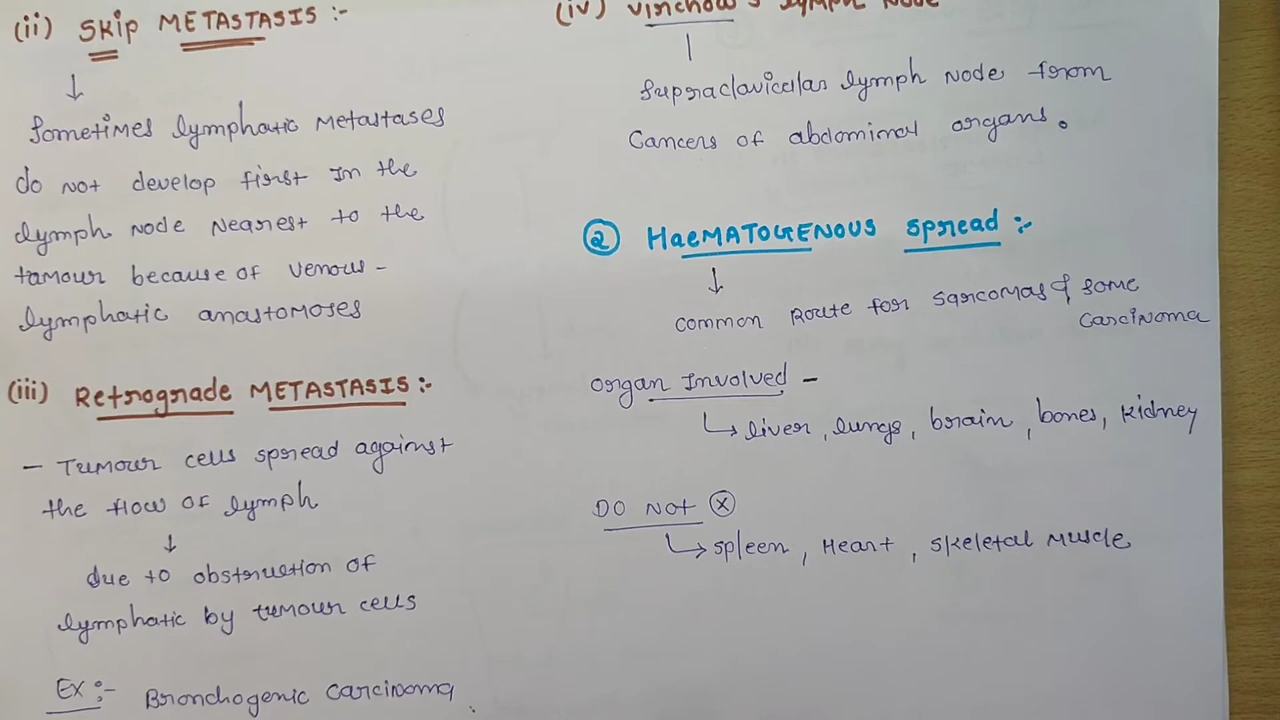 (ii) SKip METASTASIS :-
↓
Sometimes lymphatic Metastases
do Not develop first In the
lymph Node Nearest to the
tamour because of venous -
lymphatic anastomoses
(iii) Retrograde METASTASIS :-
- Tumour cells spread against
the flow of lymph
↓
due to obstruction of
lymphatic by tumour cells
Ex :- Bronchogenic Carcinoma.
(iv) Virchow's lymph Node
Supraclavicular lymph Node from
Cancers of abdominal organs.
② HaeMATOGENOUS Spread :-
↓
common Route for Sarcomas & some
Carcinoma
Organ Involved -
↳ liver, lungs, brain, bones, kidney
DO Not ⓧ
↳ spleen, Heart, Skeletal Muscle